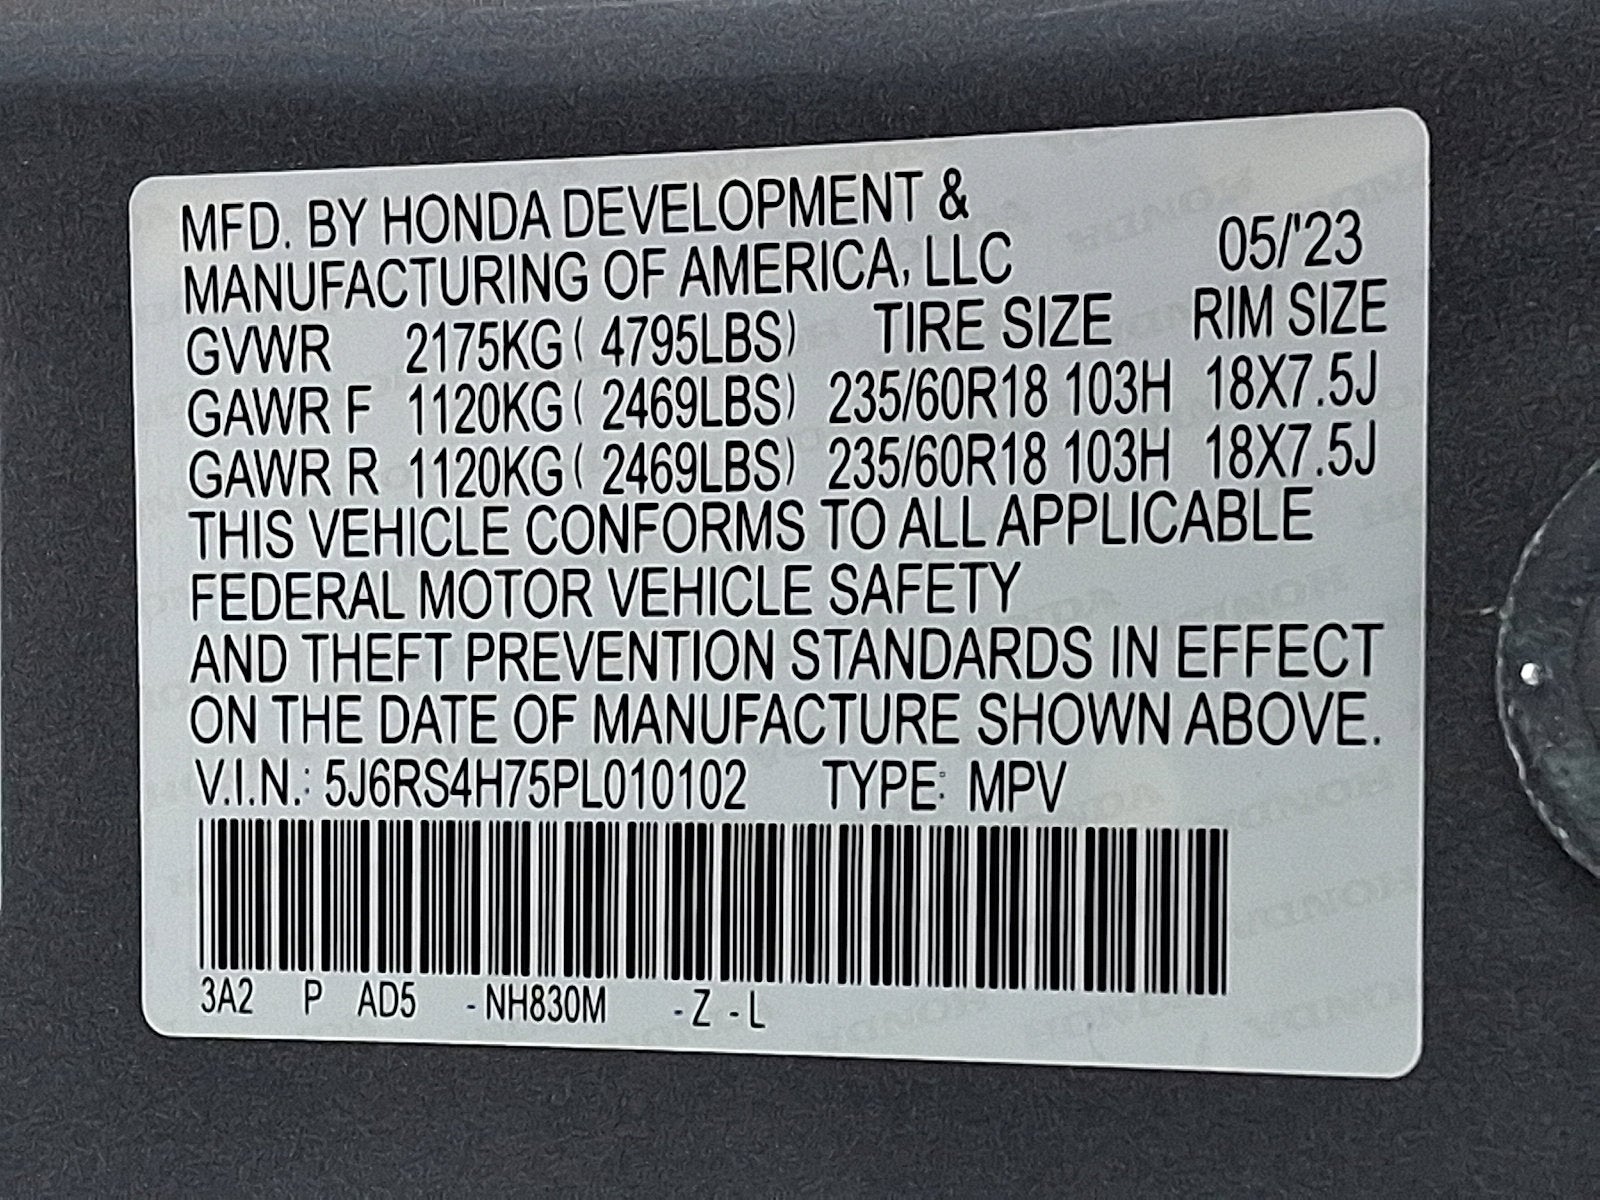 MFD. BY HONDA DEVELOPMENT &
MANUFACTURING OF AMERICA, LLC 05/'23
GVWR 2175KG ( 4795LBS) TIRE SIZE RIM SIZE
GAWR F 1120KG ( 2469LBS) 235/60R18 103H 18X7.5J
GAWR R 1120KG ( 2469LBS) 235/60R18 103H 18X7.5J
THIS VEHICLE CONFORMS TO ALL APPLICABLE
FEDERAL MOTOR VEHICLE SAFETY
AND THEFT PREVENTION STANDARDS IN EFFECT
ON THE DATE OF MANUFACTURE SHOWN ABOVE.
V.I.N.: 5J6RS4H75PL010102 TYPE: MPV
3A2 P AD5 -NH830M -Z -L